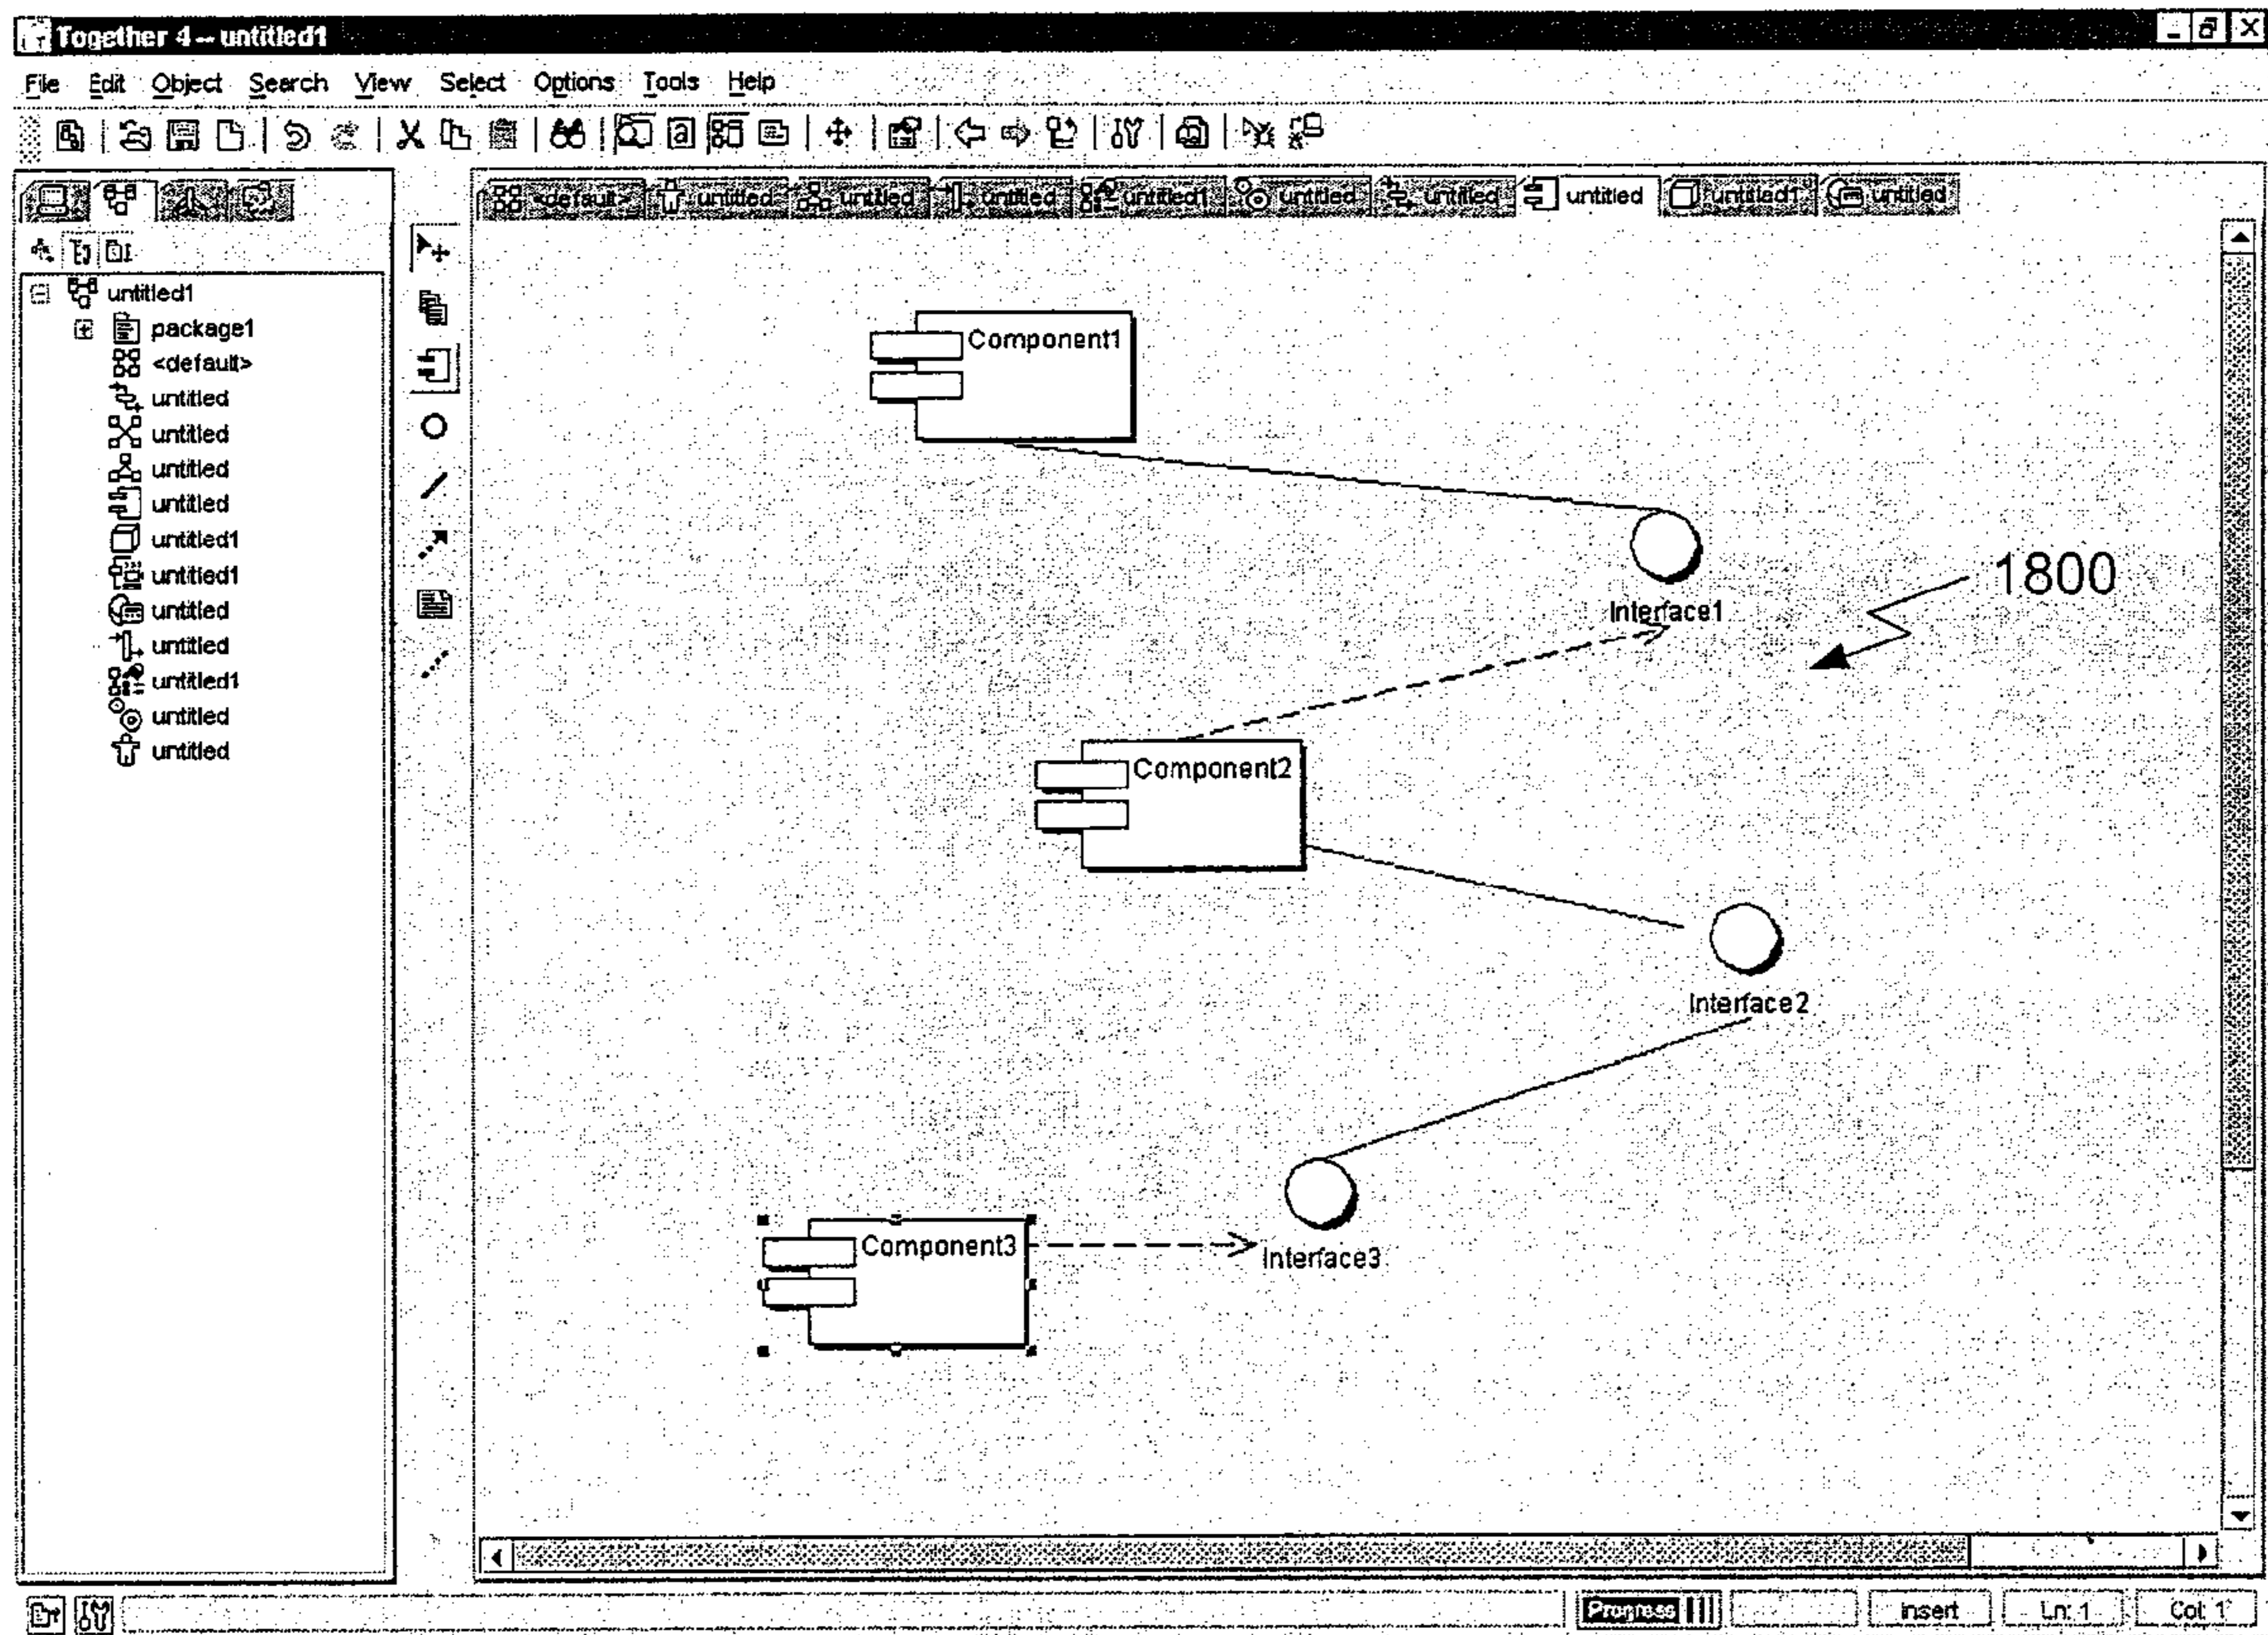 Together 4 -- untitled1
File Edit Object Search View Select Options Tools Help
<default> untitled untitled untitled untitled1 untitled untitled untitled untitled1 untitled
untitled1
package1
<default>
untitled
untitled
untitled
untitled
untitled1
untitled1
untitled
untitled
untitled1
untitled
untitled
Component1
Interface1
1800
Component2
Interface2
Component3
Interface3
Progress insert Ln: 1 Col: 1